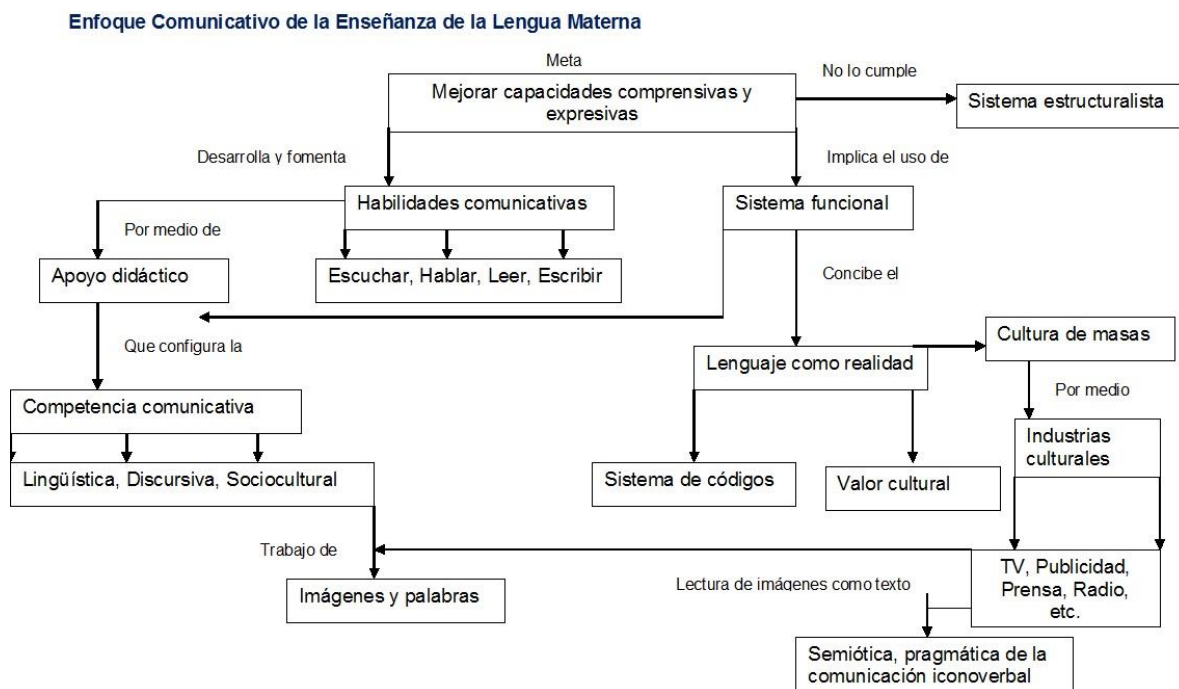 Enfoque Comunicativo de la Enseñanza de la Lengua Materna
Meta
No lo cumple
Mejorar capacidades comprensivas y
expresivas
Sistema estructuralista
Desarrolla y fomenta
Implica el uso de
Habilidades comunicativas
Sistema funcional
Por medio de
Apoyo didáctico
Escuchar, Hablar, Leer, Escribir
Concibe el
Que configura la
Cultura de masas
Lenguaje como realidad
Por medio
Competencia comunicativa
Industrias
culturales
Lingüística, Discursiva, Sociocultural
Sistema de códigos
Valor cultural
Trabajo de
TV, Publicidad,
Prensa, Radio,
etc.
Lectura de imágenes como texto
Imágenes y palabras
Semiótica, pragmática de la
comunicación iconoverbal